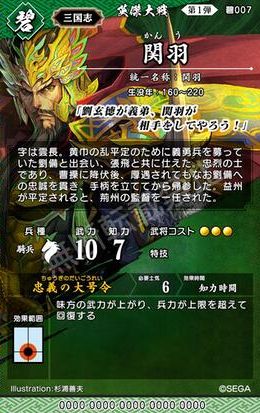 碧
三国志
英傑大戦
第1弾
碧007
かん う
関羽
統一名称：関羽
生没年：160～220
「劉玄徳が義弟、関羽が
相手をしてやろう！」
字は雲長。黄巾の乱平定のために義勇兵を募って
いた劉備と出会い、張飛と共に仕えた。忠烈の士
であり、曹操に降伏後、厚遇されてもなお劉備へ
の忠誠を貫き、手柄を立ててから帰参した。益州
が平定されると、荊州の監督を一任された。
兵種 武力 知力 武将コスト
騎兵 10 7 特技
ちゅうぎのだいごうれい 必要士気 効果時間
忠義の大号令 6 知力時間
効果範囲
味方の武力が上がり、兵力が上限を超えて
回復する
Illustration：杉浦善夫 ©SEGA
0000-0000-0000-0000-0000